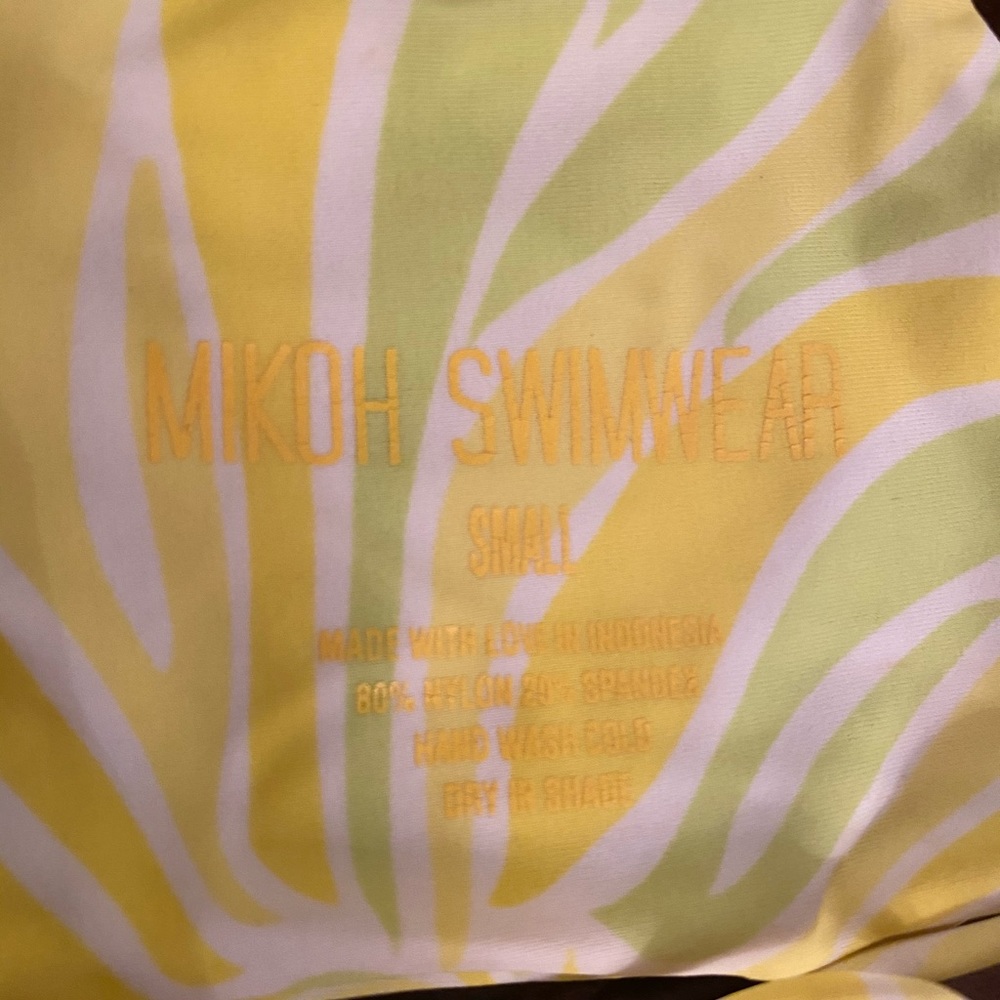 MIKOH SWIMWEAR
SMALL
MADE WITH LOVE IN INDONESIA
80% NYLON 20% SPANDEX
HAND WASH COLD
DRY IN SHADE